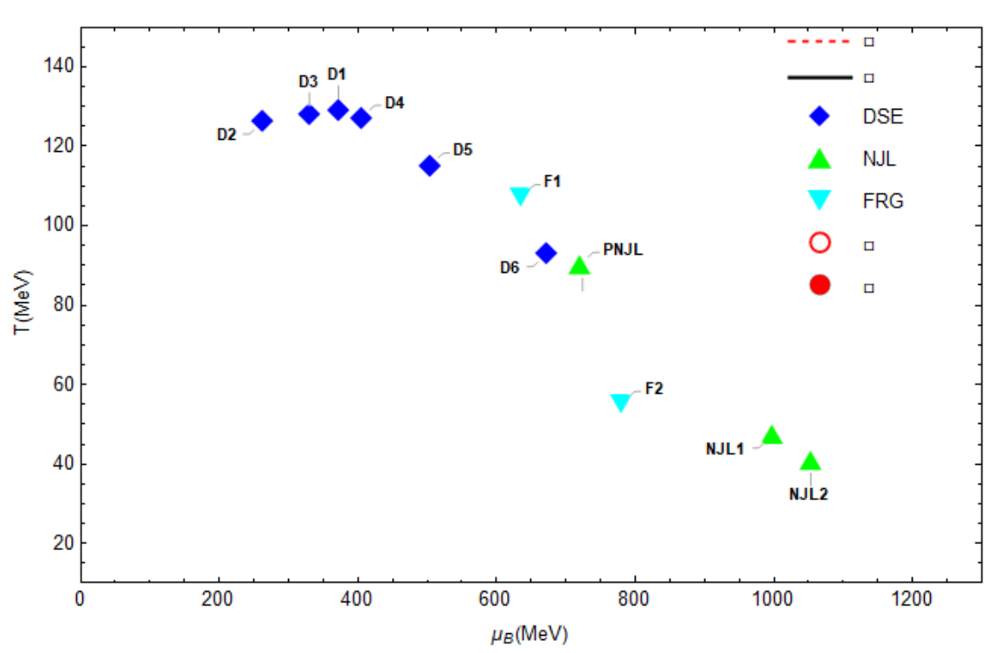 140
120
100
80
60
40
20
T(MeV)
0
200
400
600
800
1000
1200
μB(MeV)
D2
D3
D1
D4
D5
F1
D6
PNJL
F2
NJL1
NJL2
DSE
NJL
FRG